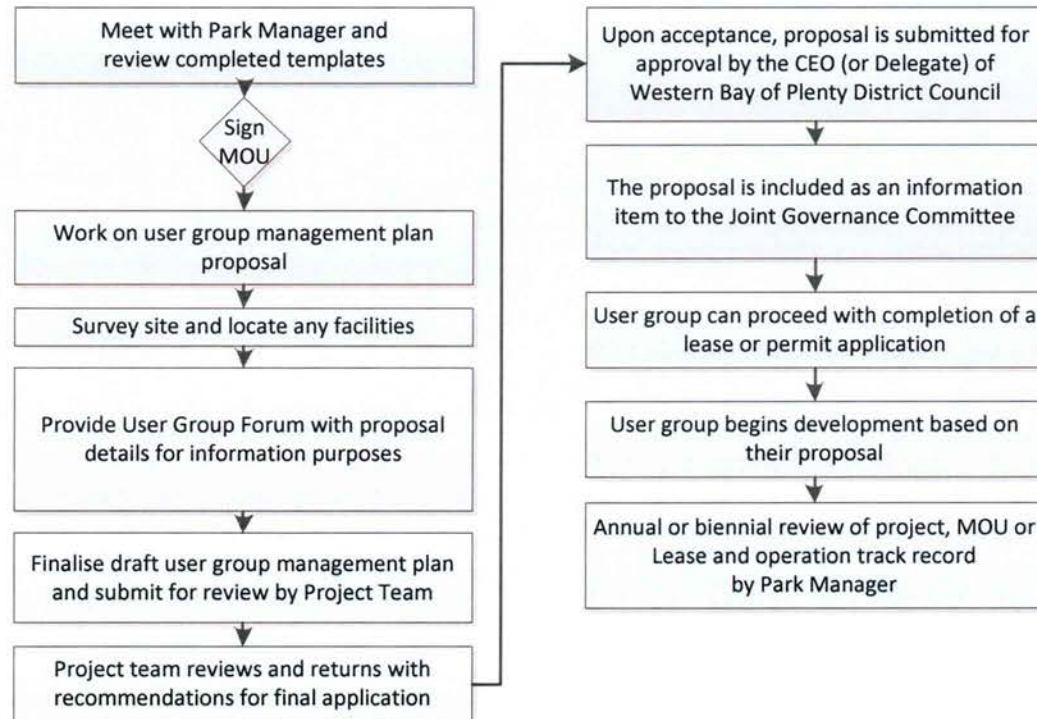 Meet with Park Manager and
review completed templates
Sign
MOU
Work on user group management plan
proposal
Survey site and locate any facilities
Provide User Group Forum with proposal
details for information purposes
Finalise draft user group management plan
and submit for review by Project Team
Project team reviews and returns with
recommendations for final application
Upon acceptance, proposal is submitted for
approval by the CEO (or Delegate) of
Western Bay of Plenty District Council
The proposal is included as an information
item to the Joint Governance Committee
User group can proceed with completion of a
lease or permit application
User group begins development based on
their proposal
Annual or biennial review of project, MOU or
Lease and operation track record
by Park Manager